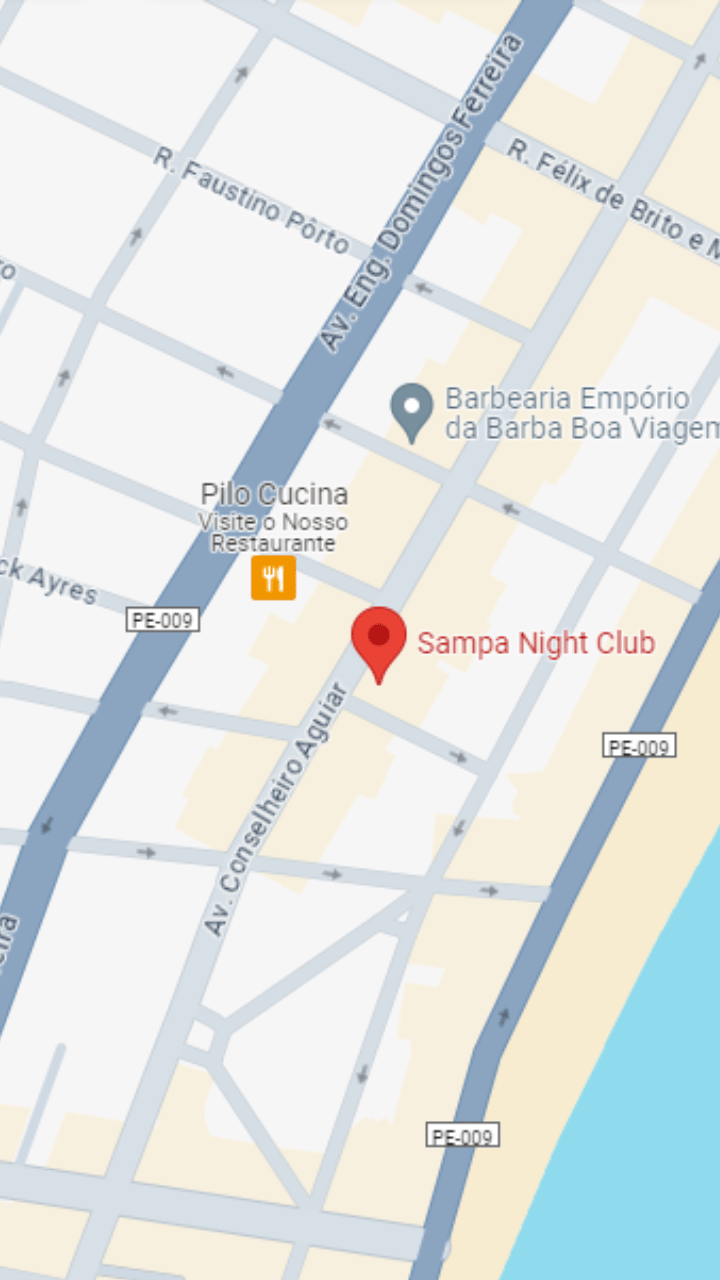 Av. Eng. Domingos Ferreira
R. Félix de Brito e M
R. Faustino Pôrto
ro
Barbearia Empório
da Barba Boa Viagem
Pilo Cucina
Visite o Nosso
Restaurante
ck Ayres
PE-009
Sampa Night Club
PE-009
Av. Conselheiro Aguiar
eira
PE-009